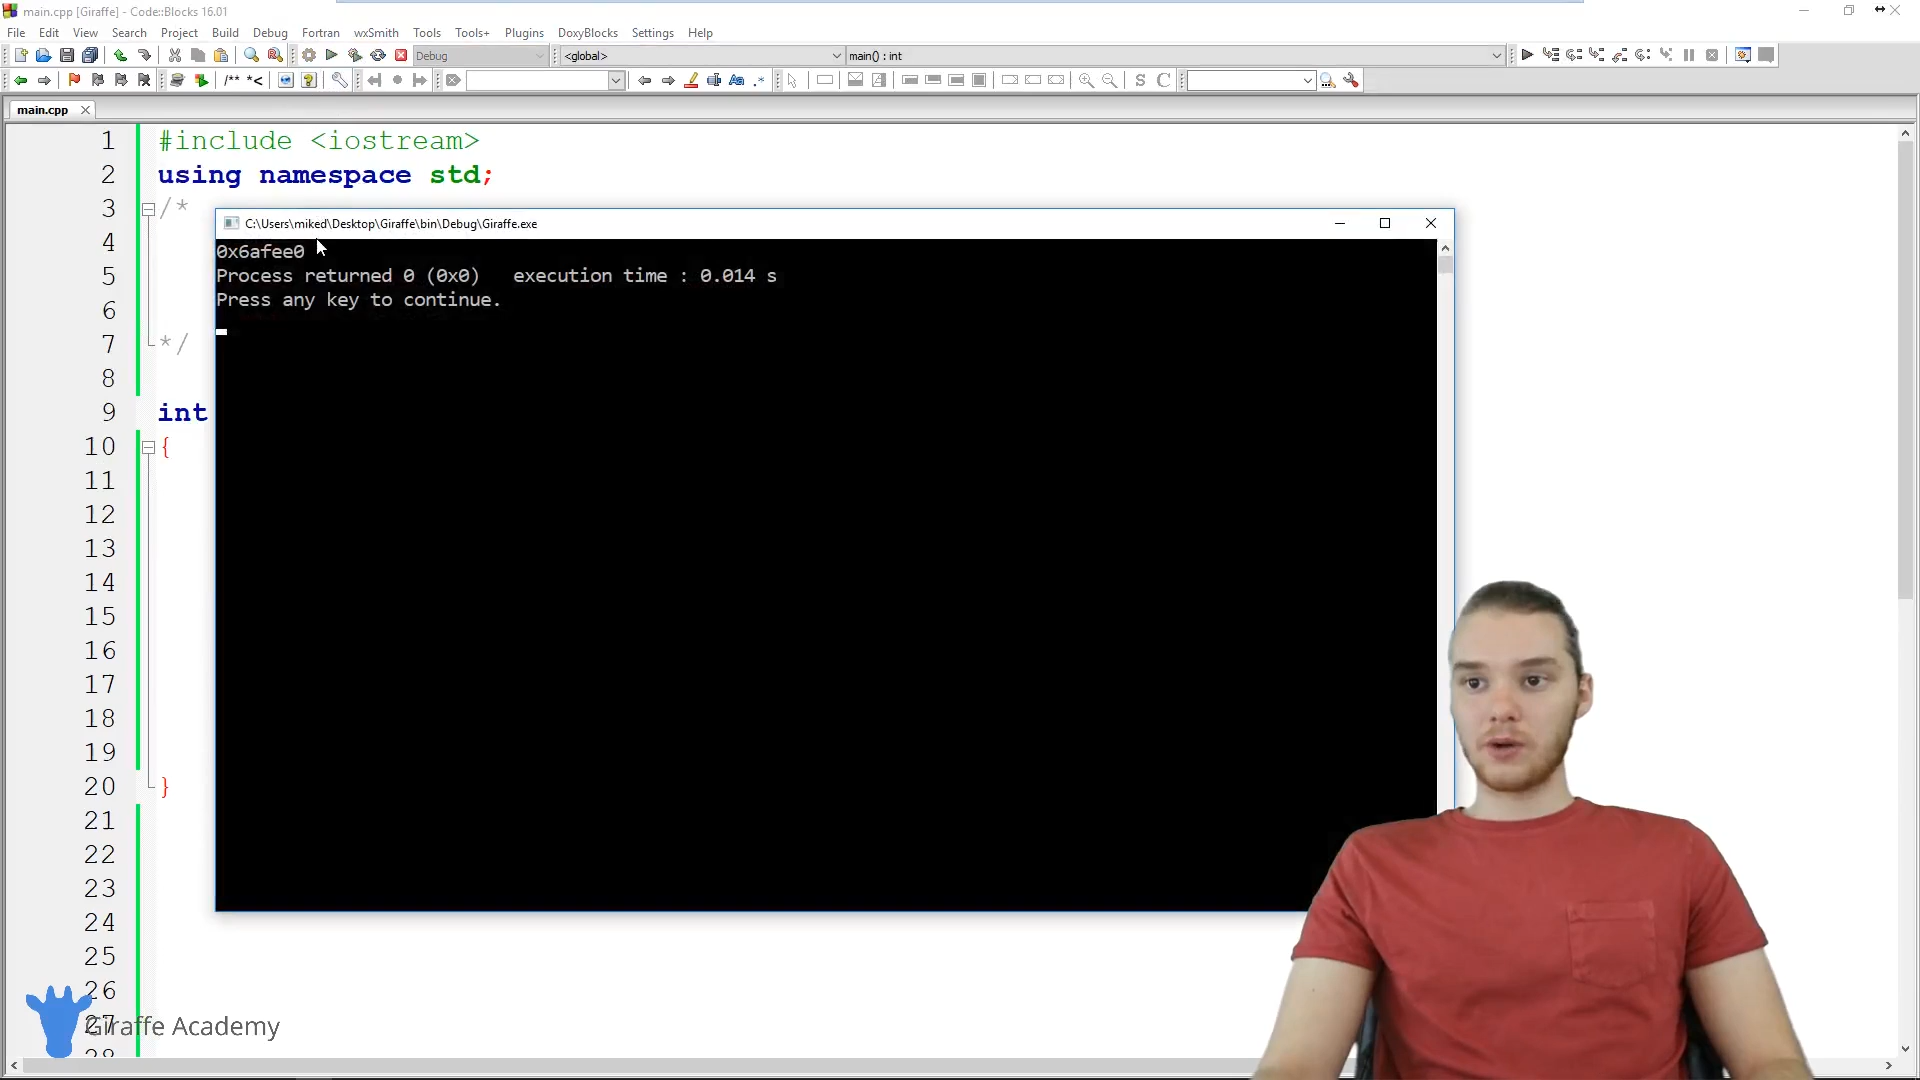 main.cpp [Giraffe] - Code::Blocks 16.01
File Edit View Search Project Build Debug Fortran wxSmith Tools Tools+ Plugins DoxyBlocks Settings Help
Debug <global> main() : int
/** *<
Aa .* S C
main.cpp
1 #include <iostream>
2 using namespace std;
3 /*
C:\Users\miked\Desktop\Giraffe\bin\Debug\Giraffe.exe
4
0x6afee0
5
Process returned 0 (0x0) execution time : 0.014 s
Press any key to continue.
6
7 */
8
9 int
10 {
11
12
13
14
15
16
17
18
19
20 }
21
22
23
24
25
26
27
Giraffe Academy
28